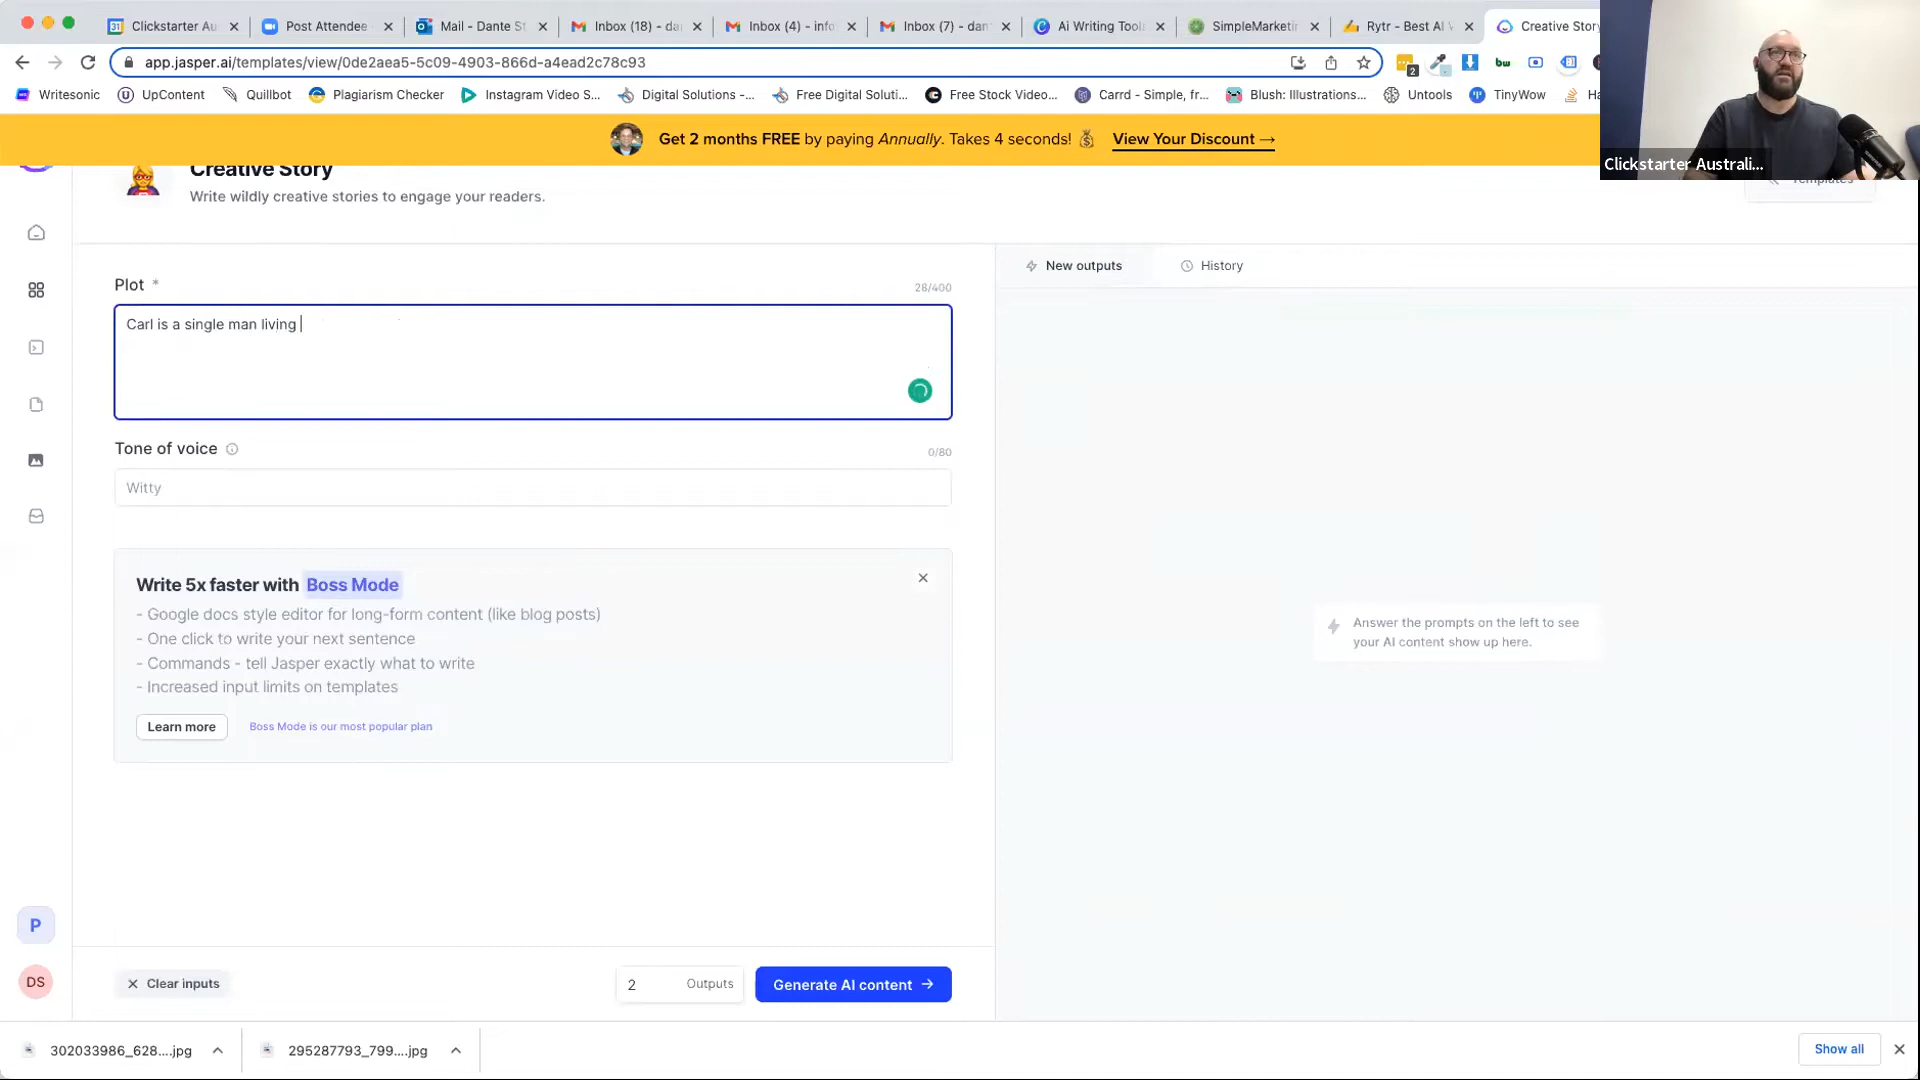 Clickstarter Au
Post Attendee -
Mail - Dante St
Inbox (18) - da
Inbox (4) - info
Inbox (7) - dan
Ai Writing Tool
SimpleMarketin
Rytr - Best AI
Creative Story
app.jasper.ai/templates/view/0de2aea5-5c09-4903-866d-a4ead2c78c93
2
bw
Writesonic
UpContent
Quillbot
Plagiarism Checker
Instagram Video S...
Digital Solutions -...
Free Digital Soluti...
Free Stock Video...
Carrd - Simple, fr...
Blush: Illustrations...
Untools
TinyWow
Get 2 months FREE by paying Annually. Takes 4 seconds! 💰 View Your Discount →
Clickstarter Australi...
Creative Story
Templates
Write wildly creative stories to engage your readers.
New outputs
History
Plot *
28/400
Carl is a single man living
Tone of voice
0/80
Witty
Write 5x faster with Boss Mode
- Google docs style editor for long-form content (like blog posts)
- One click to write your next sentence
- Commands - tell Jasper exactly what to write
- Increased input limits on templates
Learn more
Boss Mode is our most popular plan
Answer the prompts on the left to see
your AI content show up here.
P
DS
Clear inputs
2 Outputs
Generate AI content →
302033986_628....jpg
295287793_799....jpg
Show all